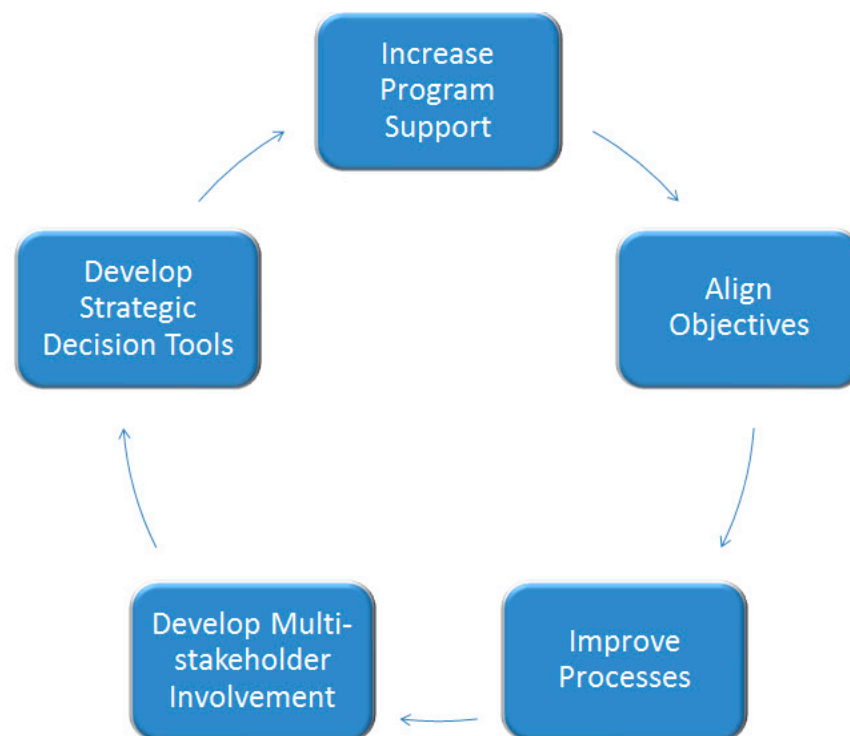 Increase
Program
Support
Align
Objectives
Improve
Processes
Develop Multi-
stakeholder
Involvement
Develop
Strategic
Decision Tools